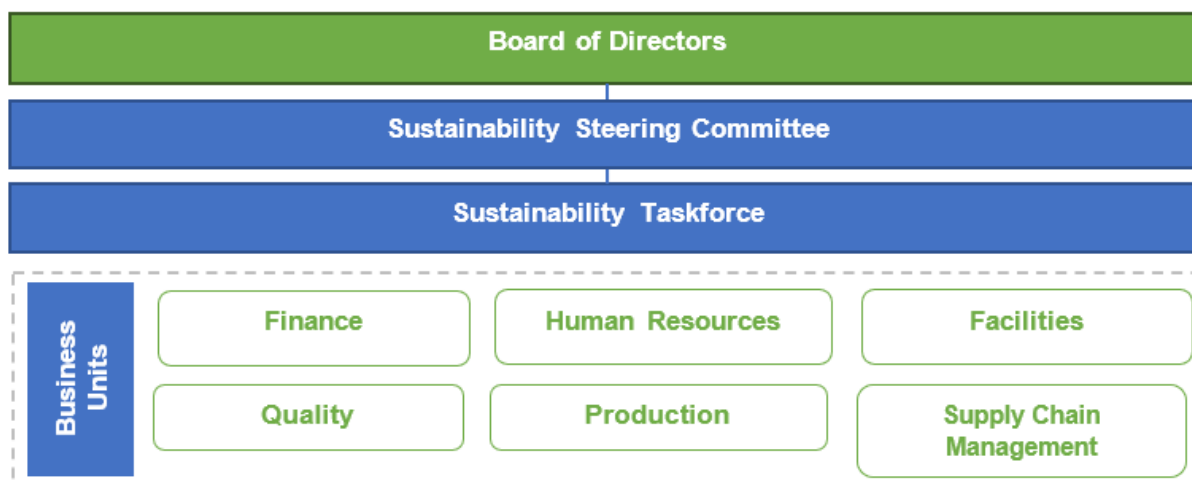 Board of Directors
Sustainability Steering Committee
Sustainability Taskforce
Business
Units
Finance
Human Resources
Facilities
Quality
Production
Supply Chain
Management